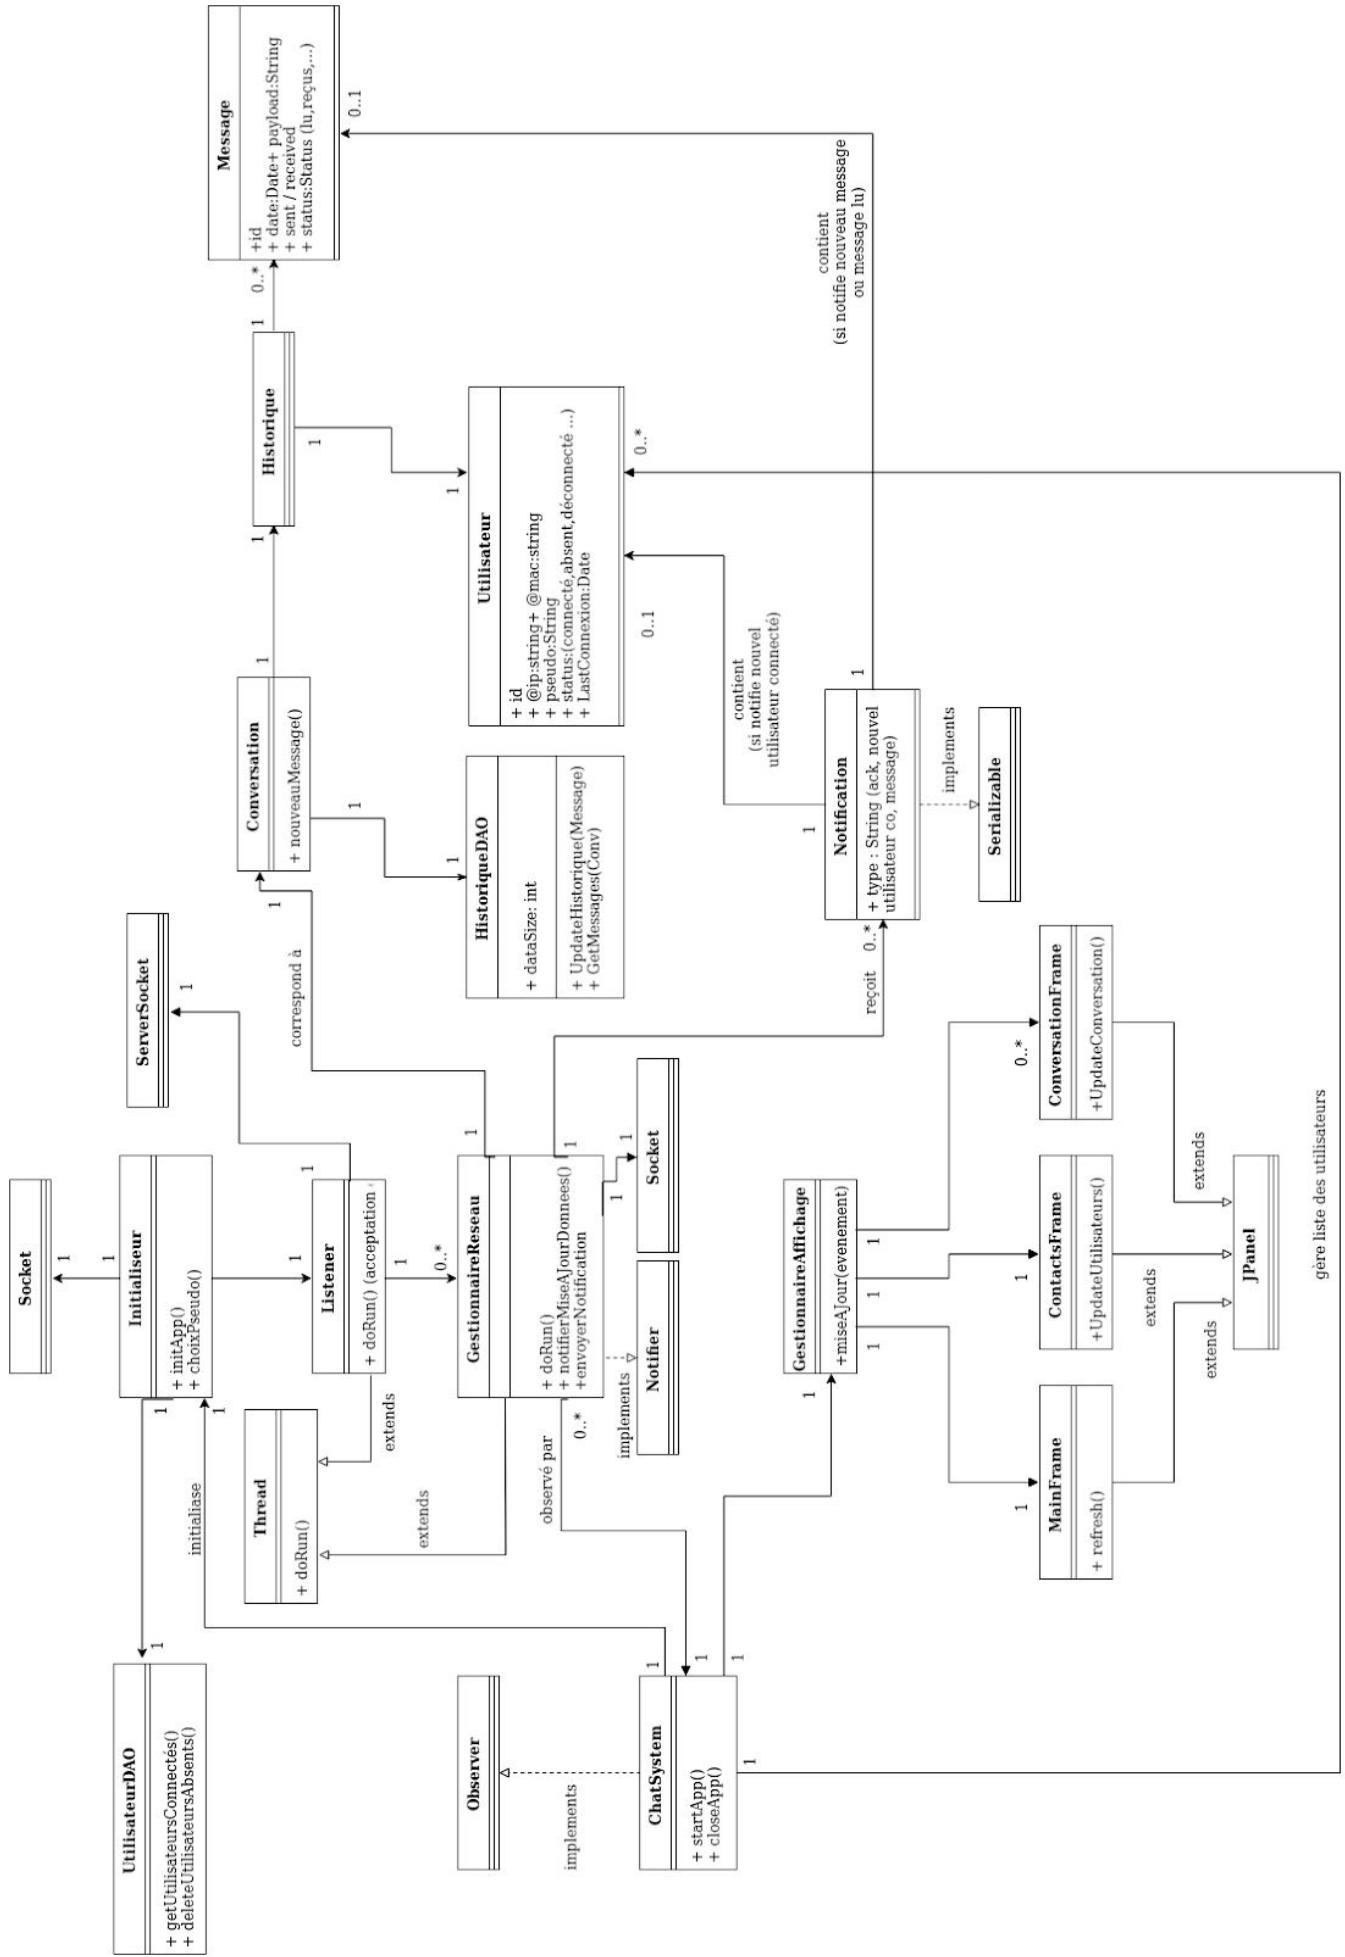 Socket
1
1
Initialiseur
+ initApp()
+ choixPseudo()
1
1
1
UtilisateurDAO
+ getUtilisateursConnectés()
+ deleteUtilisateursAbsents()
1
initialiase
ServerSocket
1
1
Listener
+ doRun() (acceptation
extends
1
0..*
Thread
+ doRun()
extends
GestionnaireReseau
+ doRun()
+ notifierMiseAJourDonnees()
+envoyerNotification
1
correspond à
1
1
reçoit
0..*
1
1
Socket
implements
Notifier
0..*
observé par
1
Observer
implements
ChatSystem
+ startApp()
+ closeApp()
1
1
1
1
GestionnaireAffichage
+miseAJour(evenement)
1
1
1
1
MainFrame
+ refresh()
1
ContactsFrame
+UpdateUtilisateurs()
0..*
ConversationFrame
+UpdateConversation()
extends
extends
extends
JPanel
gère liste des utilisateurs
0..*
Conversation
+ nouveauMessage()
1
1
1
1
HistoriqueDAO
+ dataSize: int
+ UpdateHistorique(Message)
+ GetMessages(Conv)
Historique
1
1
1
0..*
Message
+id
+ date:Date+ payload:String
+ sent / received
+ status:Status (lu,reçus,...)
0..1
Utilisateur
+ id
+ @ip:string+ @mac:string
+ pseudo:String
+ status:(connecté,absent,déconnecté ...)
+ LastConnexion:Date
0..1
contient
(si notifie nouvel
utilisateur connecté)
1
contient
(si notifie nouveau message
ou message lu)
1
Notification
+ type : String (ack, nouvel
utilisateur co, message)
implements
Serializable